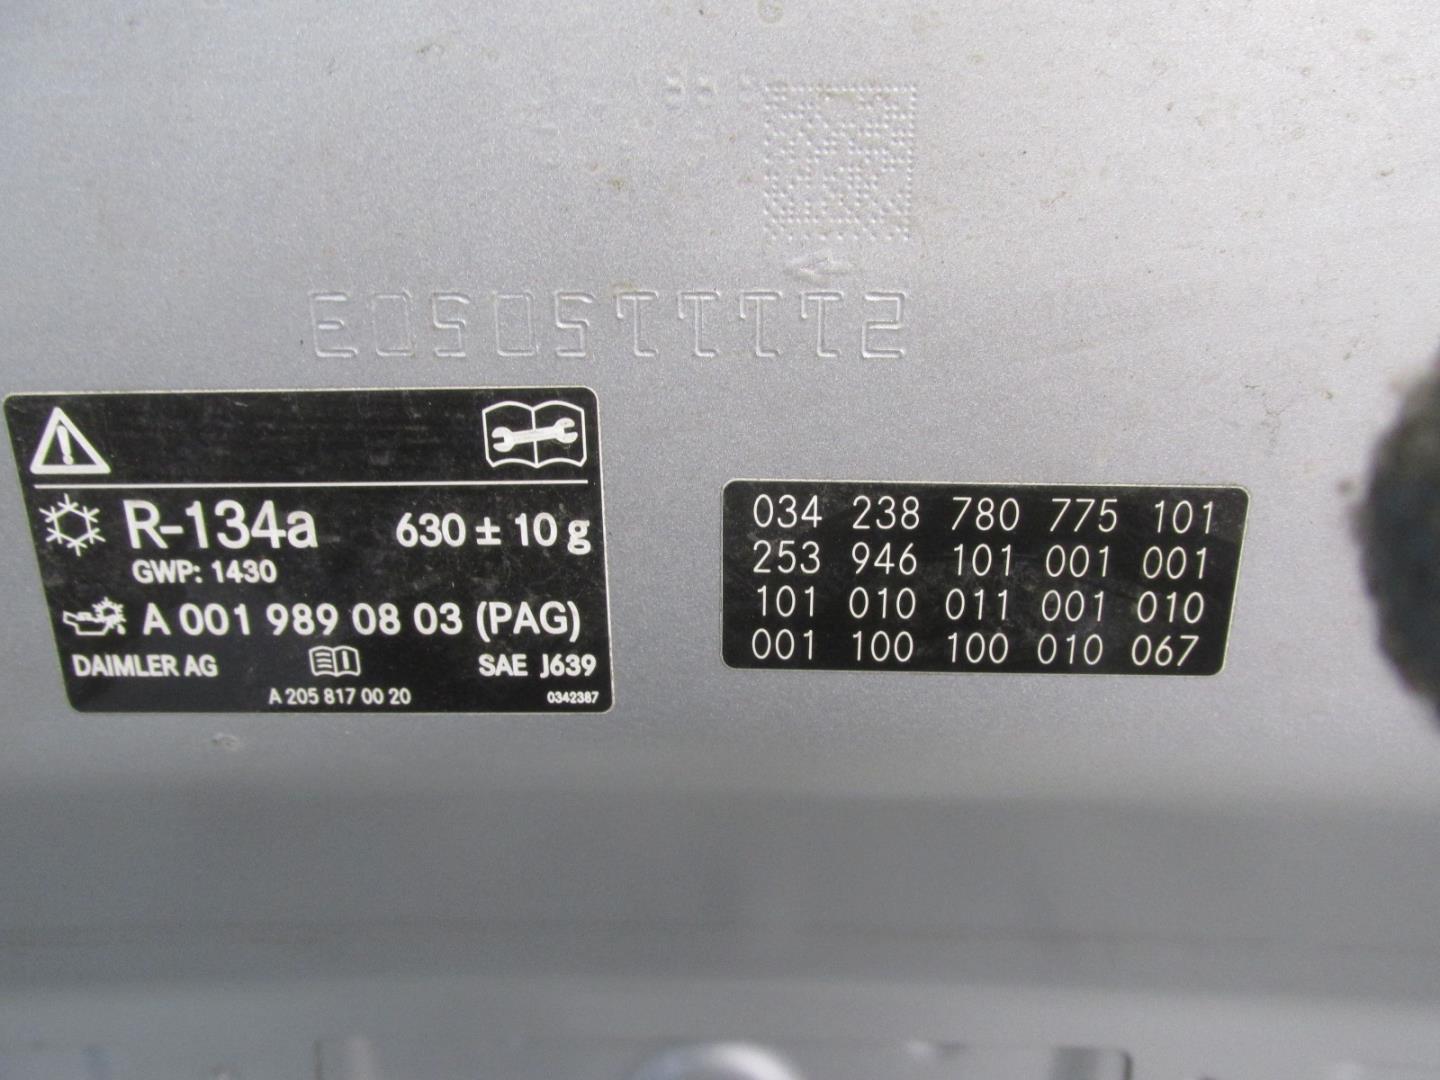 R-134a 630 ± 10 g
GWP: 1430
A 001 989 08 03 (PAG)
DAIMLER AG SAE J639
A 205 817 00 20 0342387
034 238 780 775 101
253 946 101 001 001
101 010 011 001 010
001 100 100 010 067